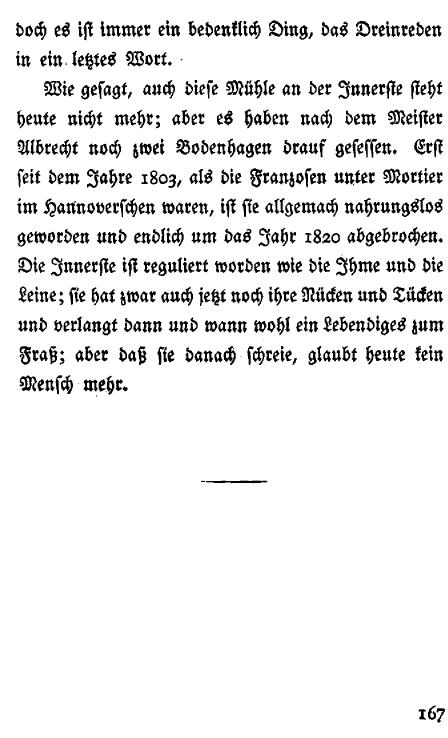 doch es ist immer ein bedenklich Ding, das Dreinreden
in ein letztes Wort.
Wie gesagt, auch diese Mühle an der Innerste steht
heute nicht mehr; aber es haben nach dem Meister
Albrecht noch zwei Bodenhagen drauf gesessen. Erst
seit dem Jahre 1803, als die Franzosen unter Mortier
im Hannoverschen waren, ist sie allgemach nahrungslos
geworden und endlich um das Jahr 1820 abgebrochen.
Die Innerste ist reguliert worden wie die Ihme und die
Leine; sie hat zwar auch jetzt noch ihre Nücken und Tücken
und verlangt dann und wann wohl ein Lebendiges zum
Fraß; aber daß sie danach schreie, glaubt heute kein
Mensch mehr.
167